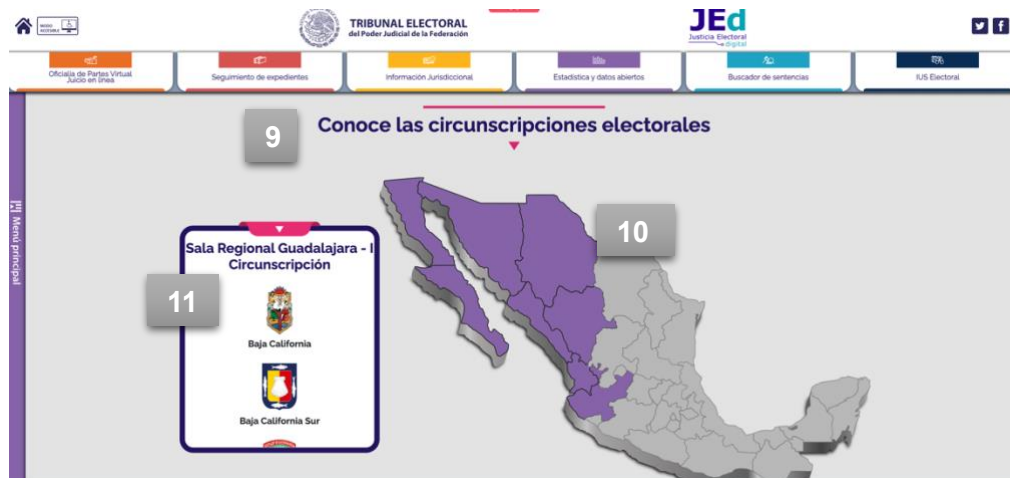 MODO
ACCESIBLE
TRIBUNAL ELECTORAL
del Poder Judicial de la Federación
JEd
Justicia Electoral
digital
Oficialía de Partes Virtual
Juicio en línea
Seguimiento de expedientes
Información Jurisdiccional
Estadística y datos abiertos
Buscador de sentencias
IUS Electoral
9
Conoce las circunscripciones electorales
Menú principal
10
Sala Regional Guadalajara - I
Circunscripción
11
Baja California
Baja California Sur